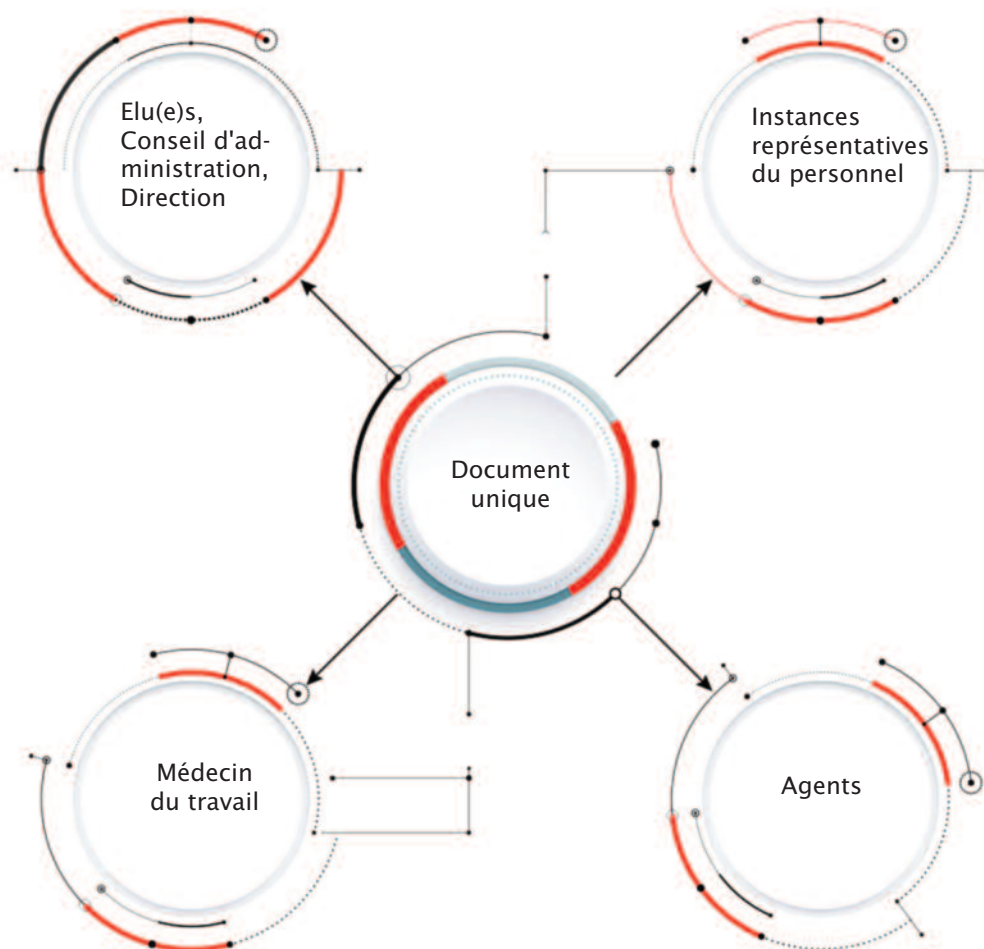 Elu(e)s,
Conseil d'ad-
ministration,
Direction
Instances
représentatives
du personnel
Document
unique
Médecin
du travail
Agents